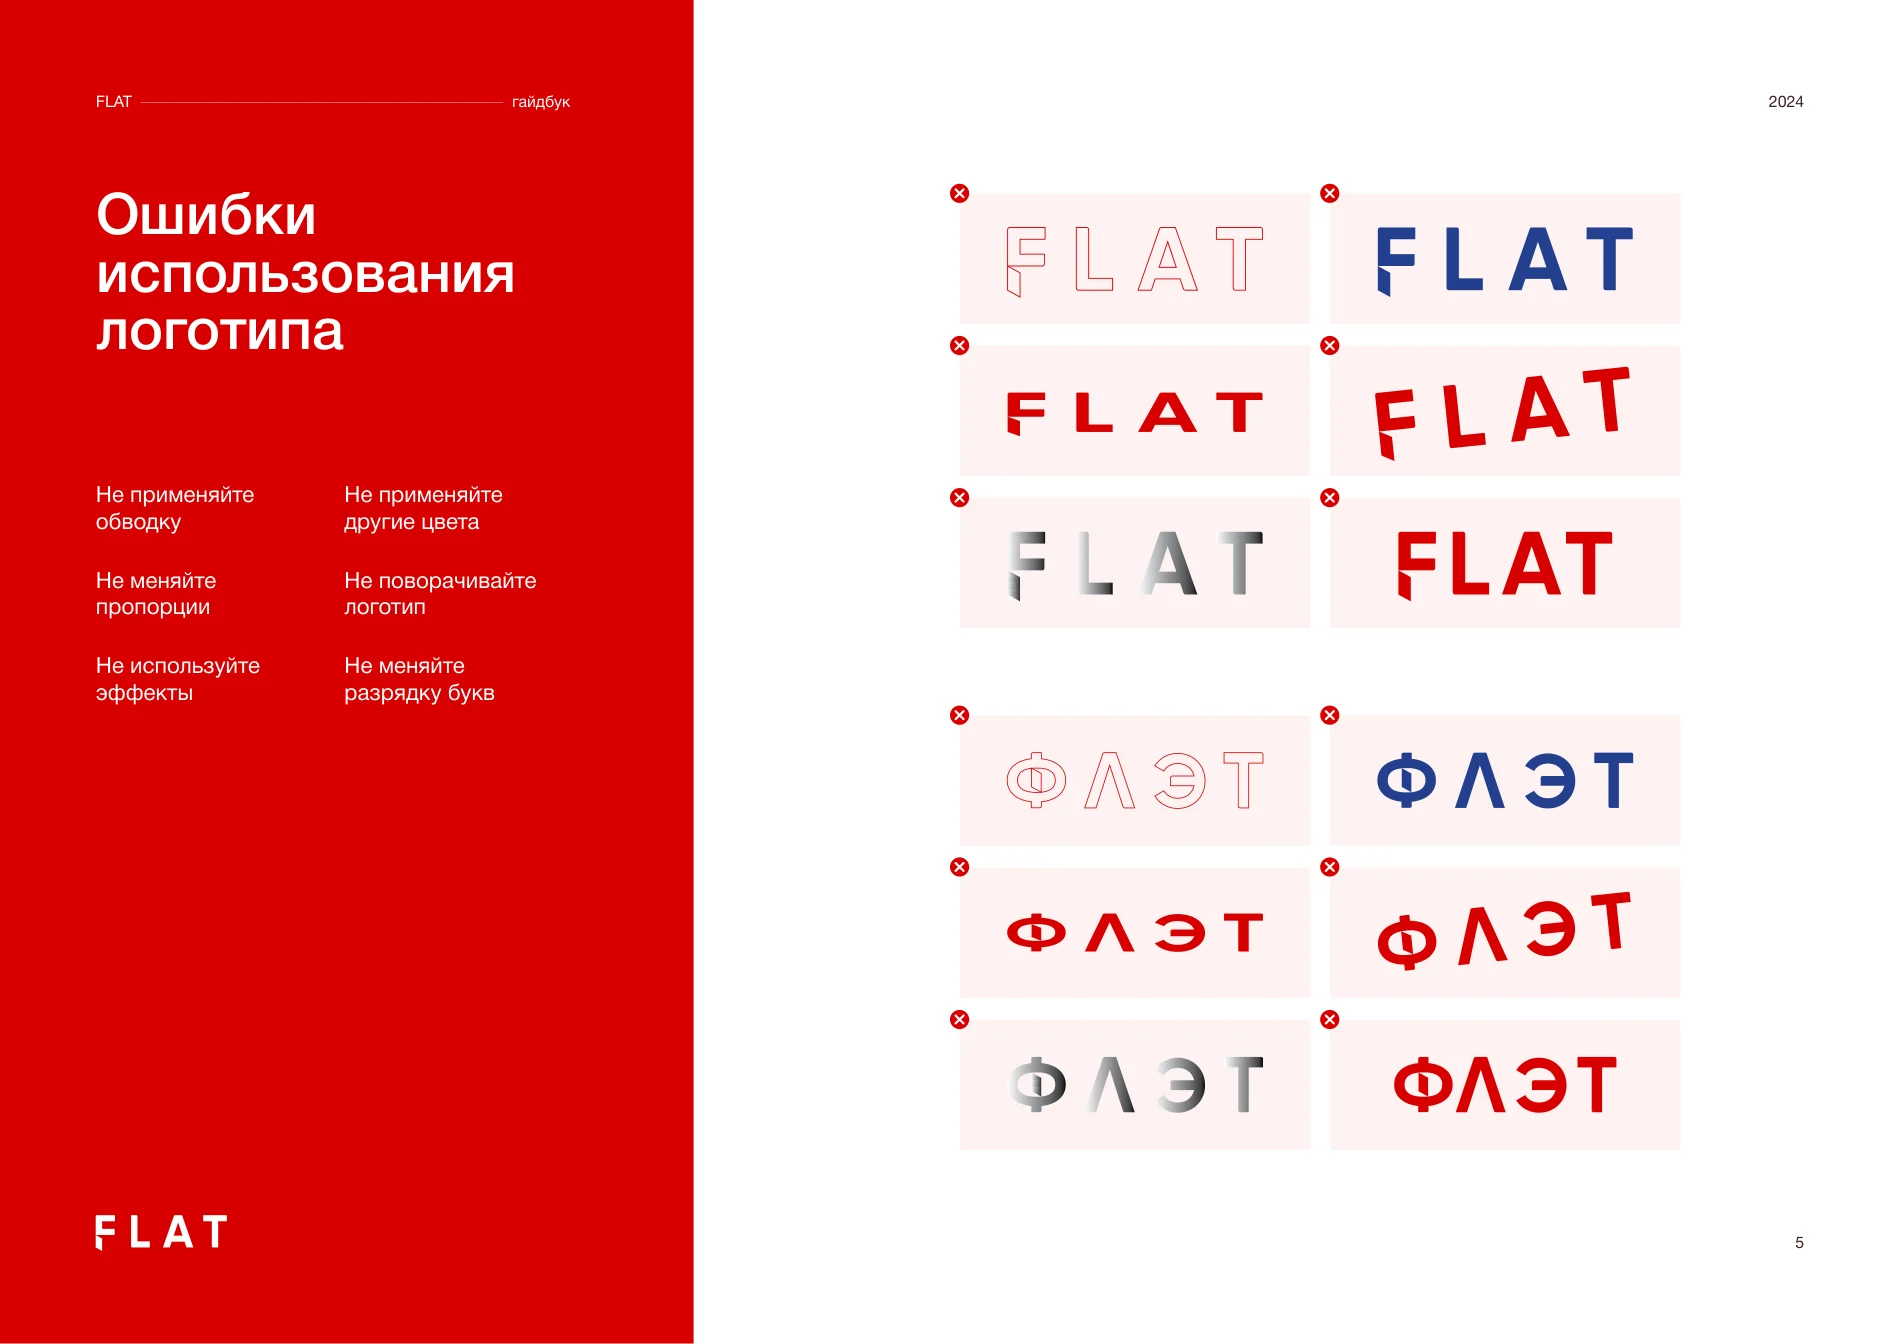 FLAT
гайдбук
2024
Ошибки
использования
логотипа
Не применяйте
обводку
Не применяйте
другие цвета
Не меняйте
пропорции
Не поворачивайте
логотип
Не используйте
эффекты
Не меняйте
разрядку букв
FLAT
FLAT
FLAT
FLAT
FLAT
FLAT
ФЛЭТ
ФЛЭТ
ФЛЭТ
ФЛЭТ
ФЛЭТ
ФЛЭТ
FLAT
5